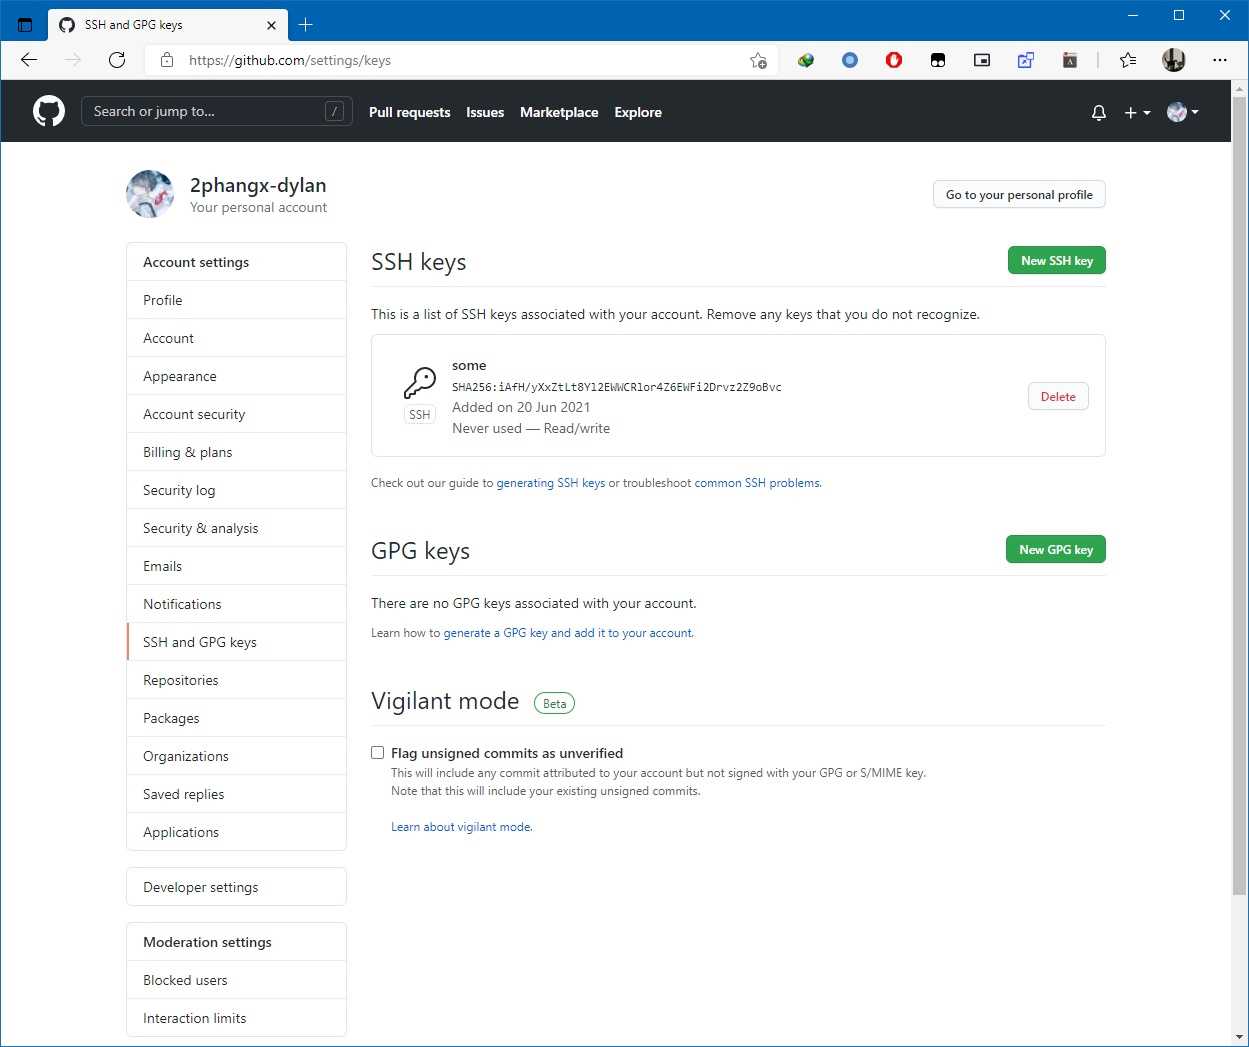 SSH and GPG keys
https://github.com/settings/keys
Search or jump to...
/
Pull requests
Issues
Marketplace
Explore
2phangx-dylan
Your personal account
Go to your personal profile
Account settings
Profile
Account
Appearance
Account security
Billing & plans
Security log
Security & analysis
Emails
Notifications
SSH and GPG keys
Repositories
Packages
Organizations
Saved replies
Applications
Developer settings
Moderation settings
Blocked users
Interaction limits
SSH keys
New SSH key
This is a list of SSH keys associated with your account. Remove any keys that you do not recognize.
some
SHA256:iAfH/yXxZtLt8Yl2EWWCRlor4Z6EWFi2Drvz2Z9oBvc
SSH
Added on 20 Jun 2021
Never used — Read/write
Delete
Check out our guide to generating SSH keys or troubleshoot common SSH problems.
GPG keys
New GPG key
There are no GPG keys associated with your account.
Learn how to generate a GPG key and add it to your account.
Vigilant mode
Beta
Flag unsigned commits as unverified
This will include any commit attributed to your account but not signed with your GPG or S/MIME key.
Note that this will include your existing unsigned commits.
Learn about vigilant mode.